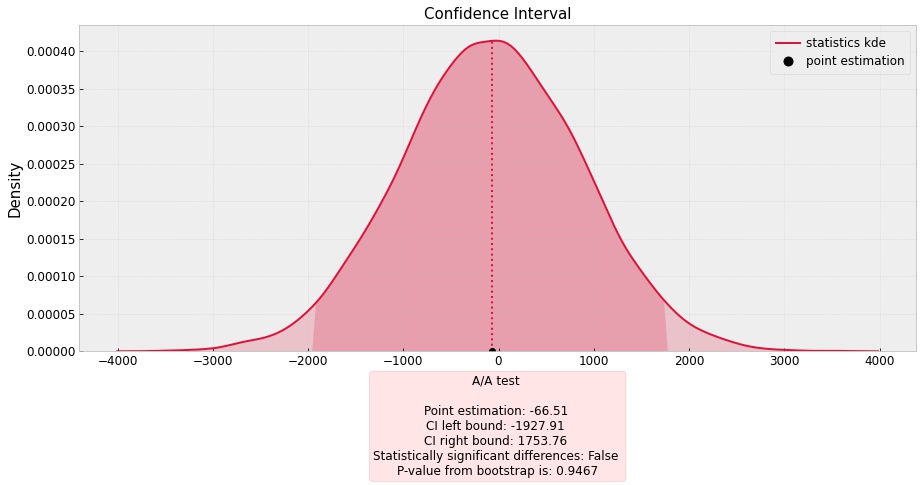 Confidence Interval
statistics kde
point estimation
Density
0.00040
0.00035
0.00030
0.00025
0.00020
0.00015
0.00010
0.00005
0.00000
−4000
−3000
−2000
−1000
0
1000
2000
3000
4000
A/A test
Point estimation: -66.51
CI left bound: -1927.91
CI right bound: 1753.76
Statistically significant differences: False
P-value from bootstrap is: 0.9467